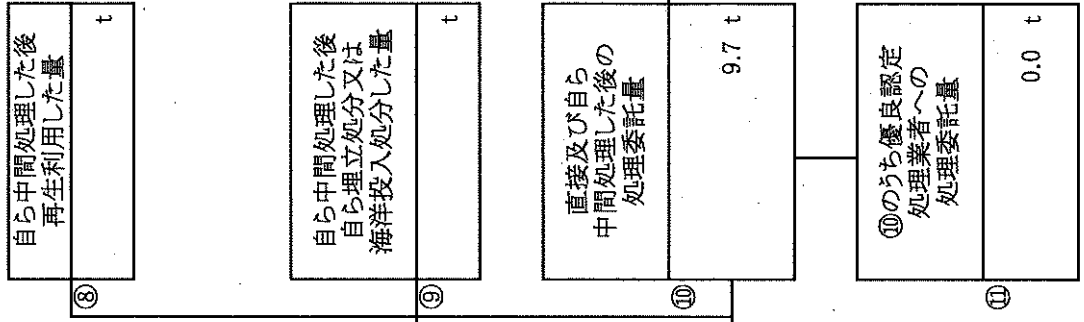 自ら中間処理した後
再生利用した量
t
⑧
自ら中間処理した後
自ら埋立処分又は
海洋投入処分した量
t
⑨
直接及び自ら
中間処理した後の
処理委託量
9.7 t
⑩
⑩のうち優良認定
処理業者への
処理委託量
0.0 t
⑪